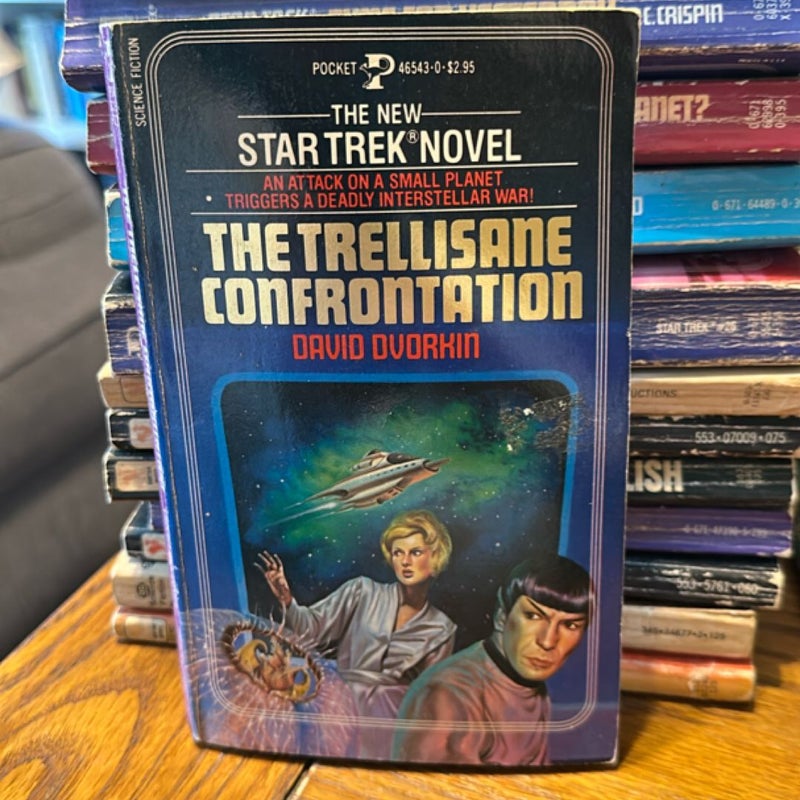 SCIENCE FICTION
POCKET P 46543-0-$2.95
THE NEW
STAR TREK® NOVEL
AN ATTACK ON A SMALL PLANET
TRIGGERS A DEADLY INTERSTELLAR WAR!
THE TRELLISANE
CONFRONTATION
DAVID DVORKIN
C. CRISPIN
ANET?
0-671-64489-0
STAR TREK® #26
UCTIONS
553•07009•075
LISH
553•5761•060